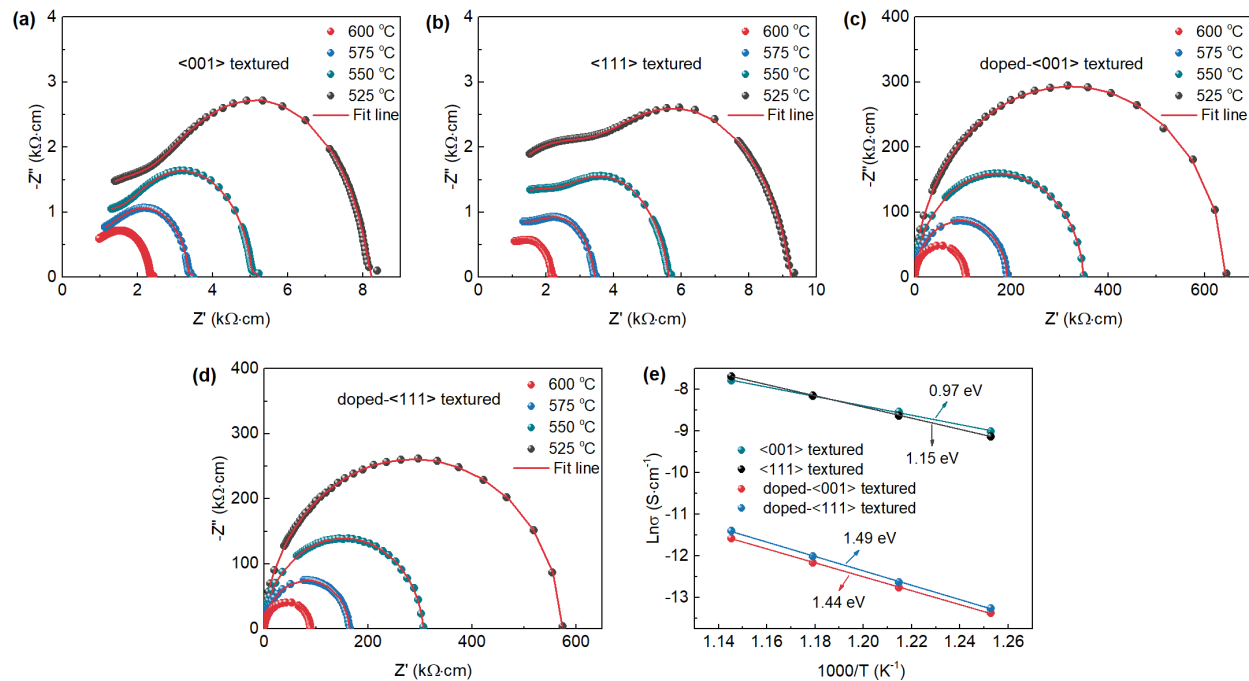 (a)
4
3
2
1
0
0 2 4 6 8
-Z'' (kΩ·cm)
Z' (kΩ·cm)
<001> textured
600 °C
575 °C
550 °C
525 °C
Fit line
(b)
4
3
2
1
0
0 2 4 6 8 10
-Z'' (kΩ·cm)
Z' (kΩ·cm)
<111> textured
600 °C
575 °C
550 °C
525 °C
Fit line
(c)
400
300
200
100
0
0 200 400 600
-Z'' (kΩ·cm)
Z' (kΩ·cm)
doped-<001> textured
600 °C
575 °C
550 °C
525 °C
Fit line
(d)
400
300
200
100
0
0 200 400 600
-Z'' (kΩ·cm)
Z' (kΩ·cm)
doped-<111> textured
600 °C
575 °C
550 °C
525 °C
Fit line
(e)
-8
-9
-10
-11
-12
-13
1.14 1.16 1.18 1.20 1.22 1.24 1.26
Lnσ (S·cm⁻¹)
1000/T (K⁻¹)
0.97 eV
1.15 eV
<001> textured
<111> textured
doped-<001> textured
doped-<111> textured
1.49 eV
1.44 eV